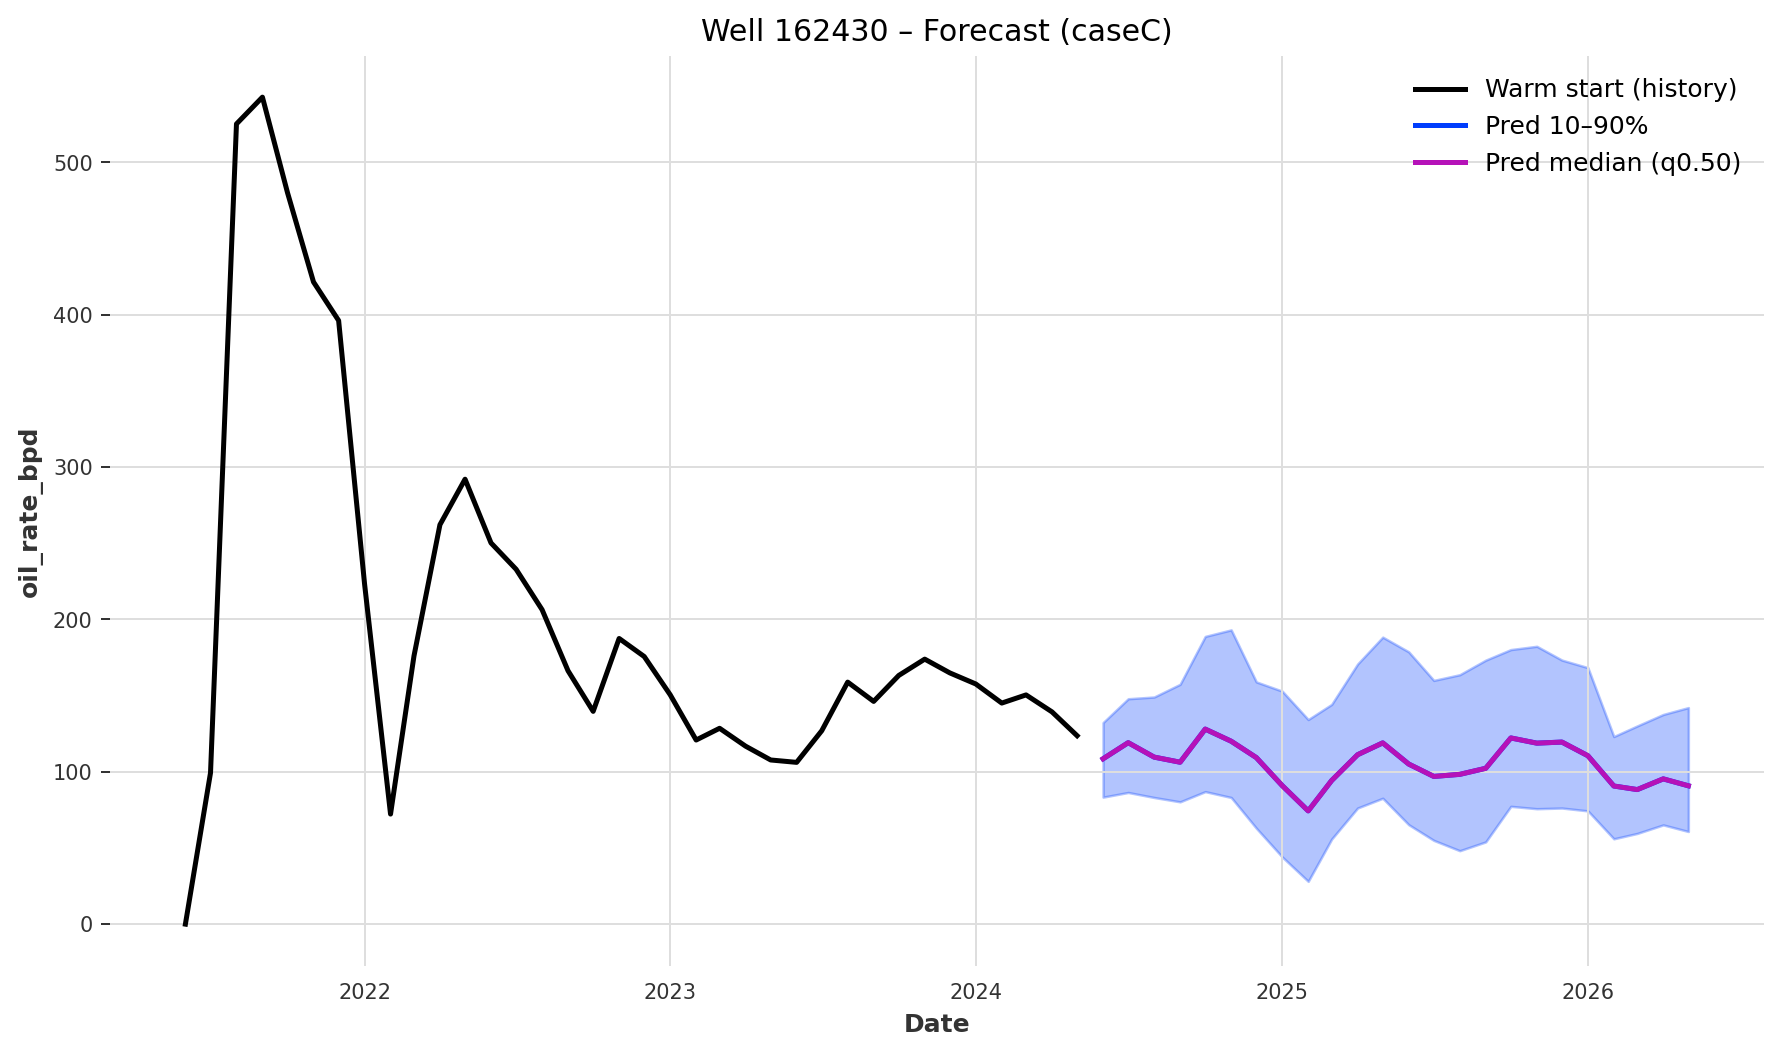 Well 162430 – Forecast (caseC)
Warm start (history)
Pred 10–90%
Pred median (q0.50)
oil_rate_bpd
500
400
300
200
100
0
2022 2023 2024 2025 2026
Date